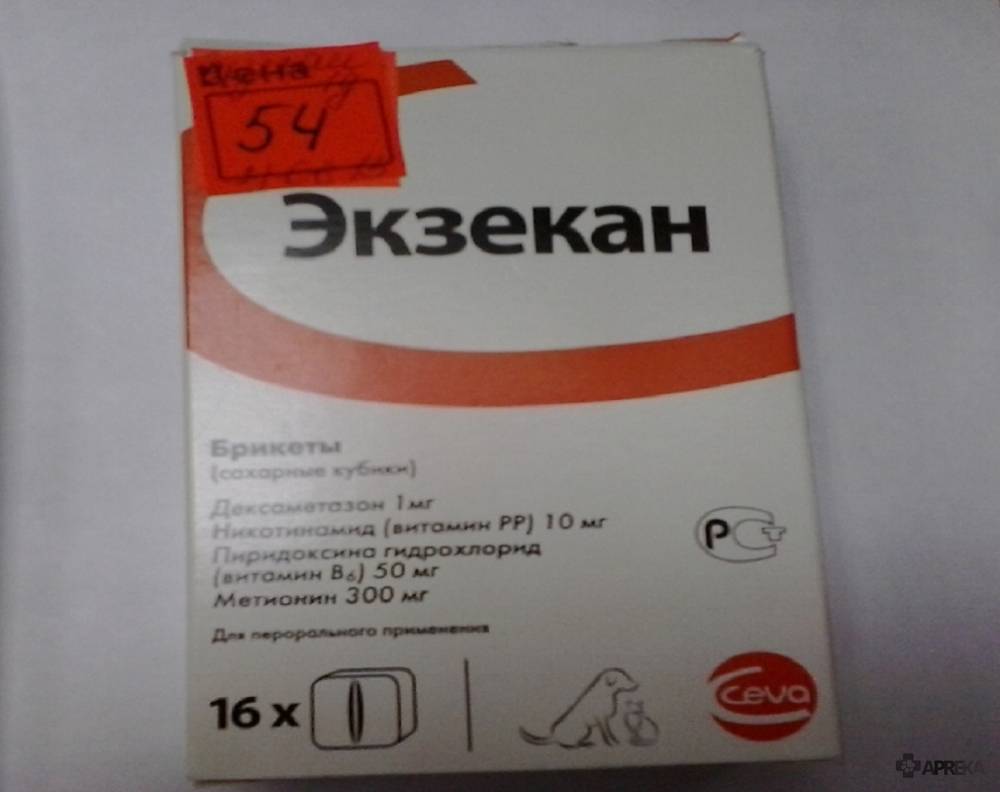 Цена
54
Экзекан
Брикеты
(сахарные кубики)
Дексаметазон 1мг
Никотинамид (витамин PP) 10 мг
Пиридоксина гидрохлорид
(витамин B₆) 50 мг
Метионин 300 мг
Для перорального применения
16 x
ceva
APREKA